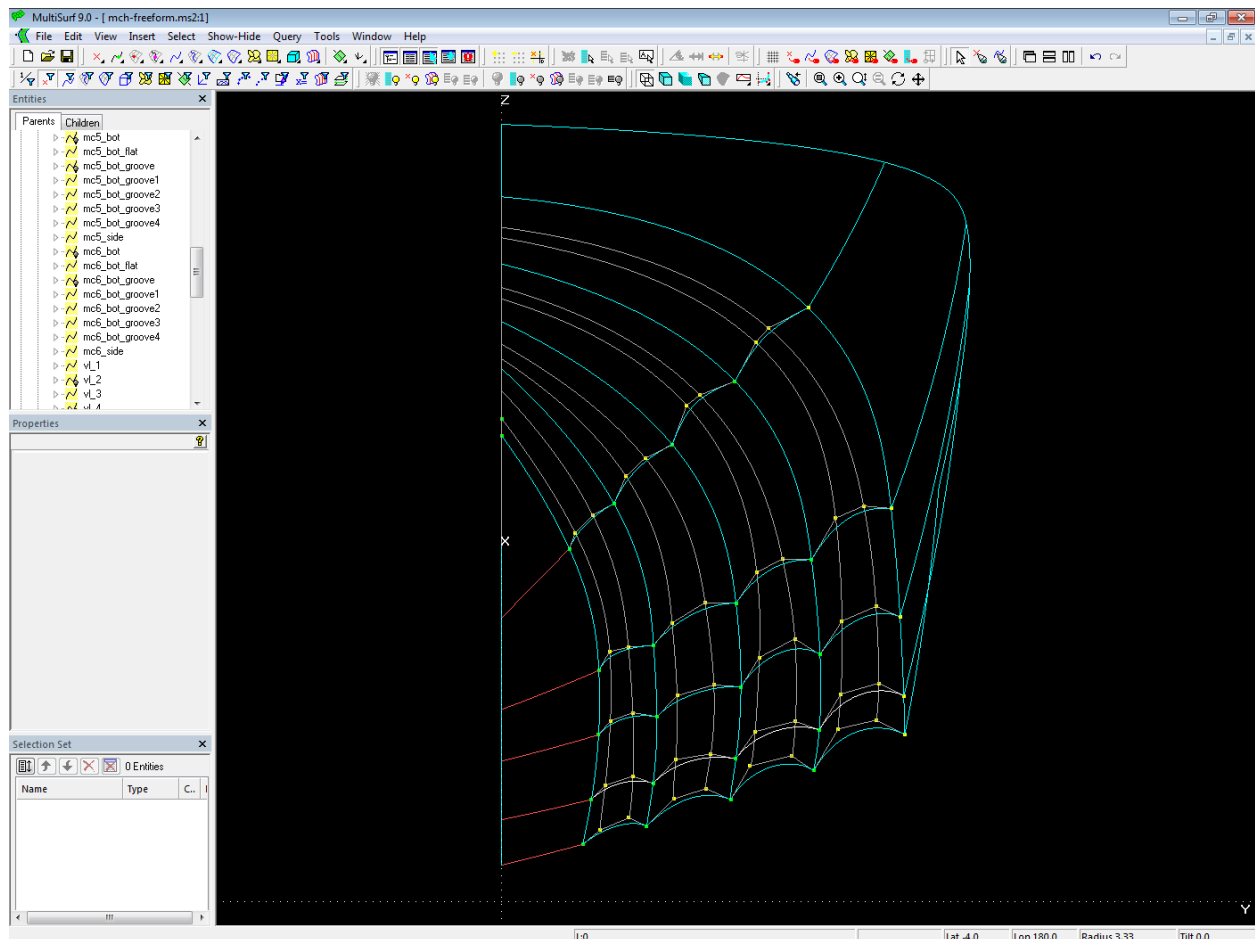 MultiSurf 9.0 - [ mch-freeform.ms2:1]
File Edit View Insert Select Show-Hide Query Tools Window Help
Entities
Parents Children
mc5_bot
mc5_bot_flat
mc5_bot_groove
mc5_bot_groove1
mc5_bot_groove2
mc5_bot_groove3
mc5_bot_groove4
mc5_side
mc6_bot
mc6_bot_flat
mc6_bot_groove
mc6_bot_groove1
mc6_bot_groove2
mc6_bot_groove3
mc6_bot_groove4
mc6_side
vl_1
vl_2
vl_3
Properties
Selection Set
0 Entities
Name Type C..
Z
X
Y
Lat -4.0 Lon 180.0 Radius 3.33 Tilt 0.0